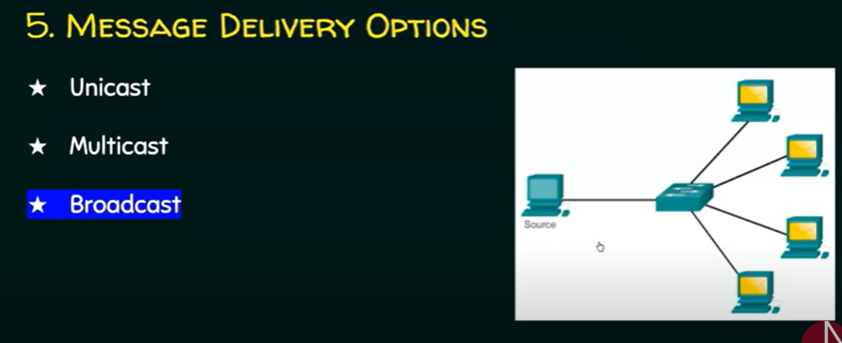 5. MESSAGE DELIVERY OPTIONS
★ Unicast
★ Multicast
★ Broadcast
Source
N